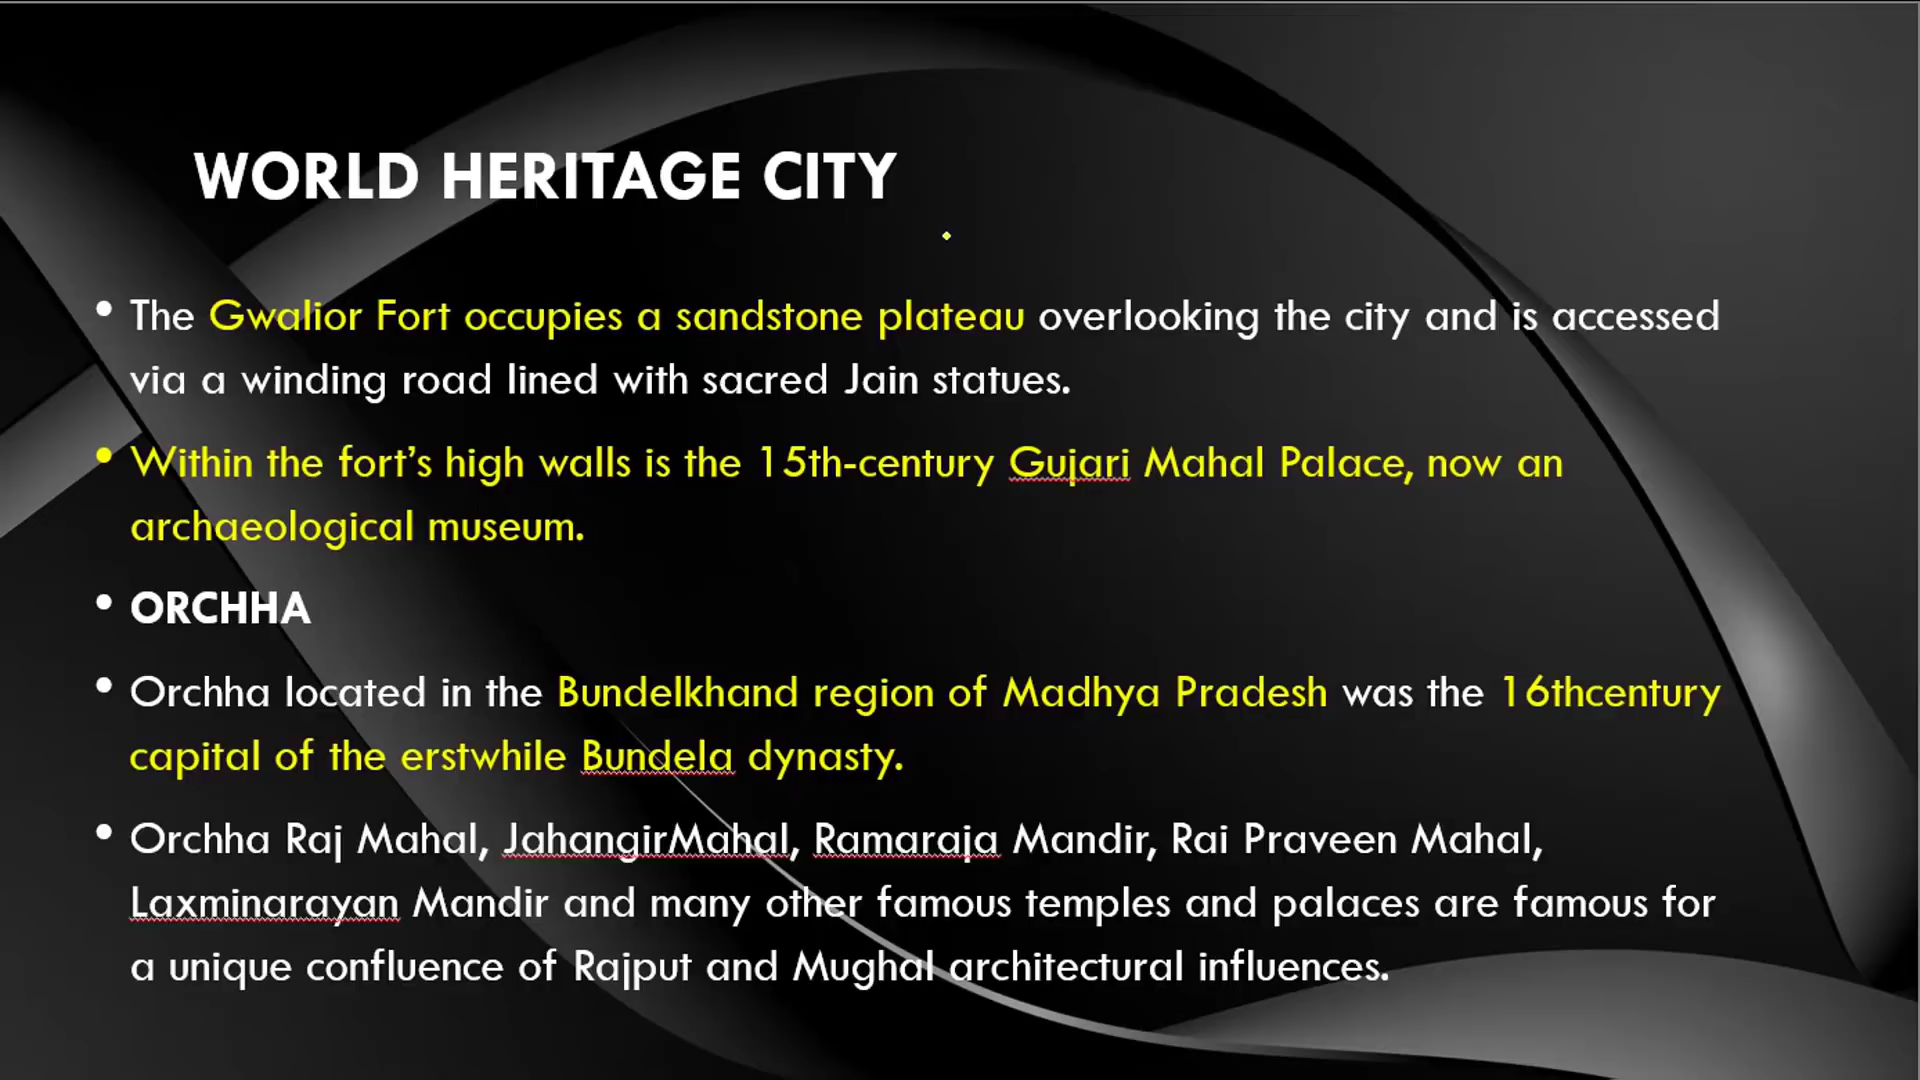 WORLD HERITAGE CITY
• The Gwalior Fort occupies a sandstone plateau overlooking the city and is accessed
via a winding road lined with sacred Jain statues.
• Within the fort’s high walls is the 15th-century Gujari Mahal Palace, now an
archaeological museum.
• ORCHHA
• Orchha located in the Bundelkhand region of Madhya Pradesh was the 16thcentury
capital of the erstwhile Bundela dynasty.
• Orchha Raj Mahal, JahangirMahal, Ramaraja Mandir, Rai Praveen Mahal,
Laxminarayan Mandir and many other famous temples and palaces are famous for
a unique confluence of Rajput and Mughal architectural influences.